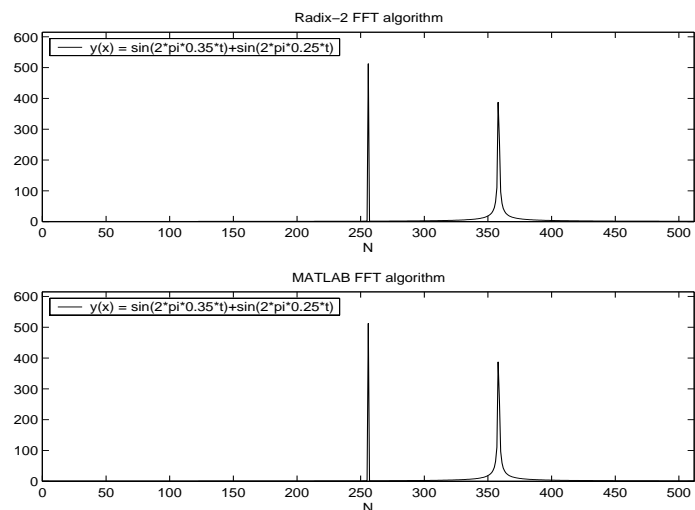 Radix−2 FFT algorithm
y(x) = sin(2*pi*0.35*t)+sin(2*pi*0.25*t)
600
500
400
300
200
100
0
0 50 100 150 200 250 300 350 400 450 500
N
MATLAB FFT algorithm
y(x) = sin(2*pi*0.35*t)+sin(2*pi*0.25*t)
600
500
400
300
200
100
0
0 50 100 150 200 250 300 350 400 450 500
N